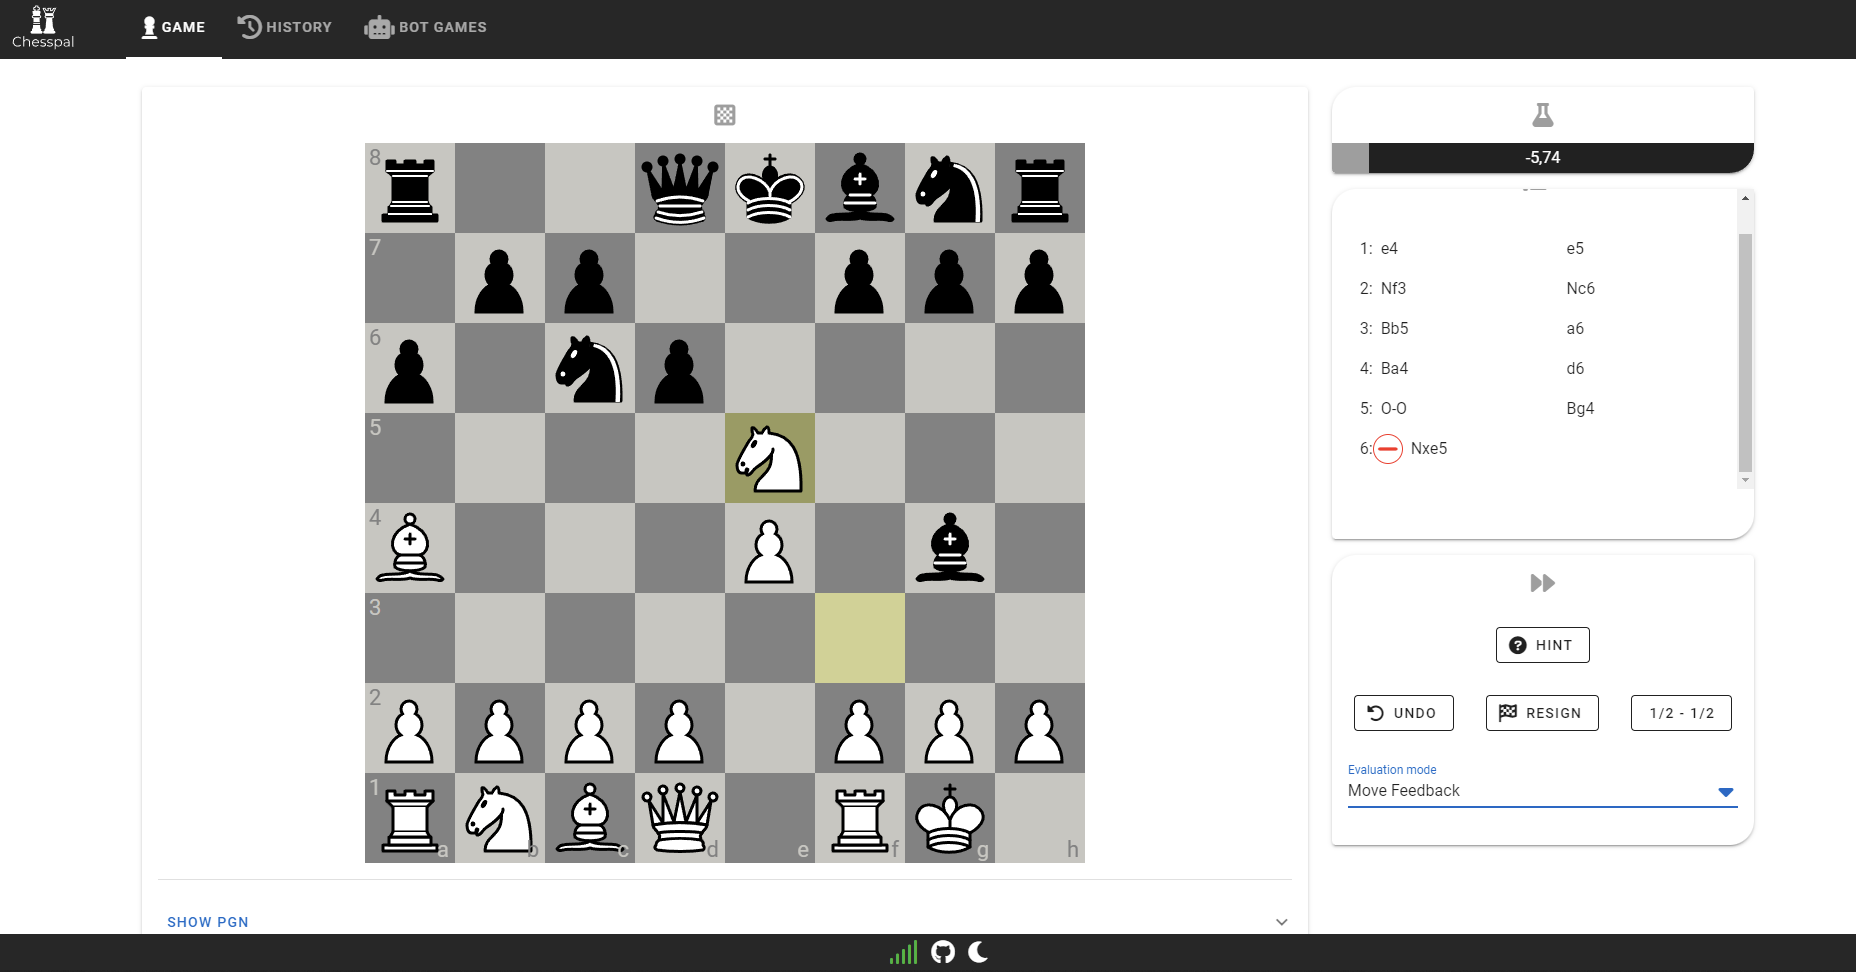 Chesspal
GAME
HISTORY
BOT GAMES
8
7
6
5
4
3
2
1
a b c d e f g h
SHOW PGN
-5,74
1: e4 e5
2: Nf3 Nc6
3: Bb5 a6
4: Ba4 d6
5: O-O Bg4
6: Nxe5
HINT
UNDO
RESIGN
1/2 - 1/2
Evaluation mode
Move Feedback